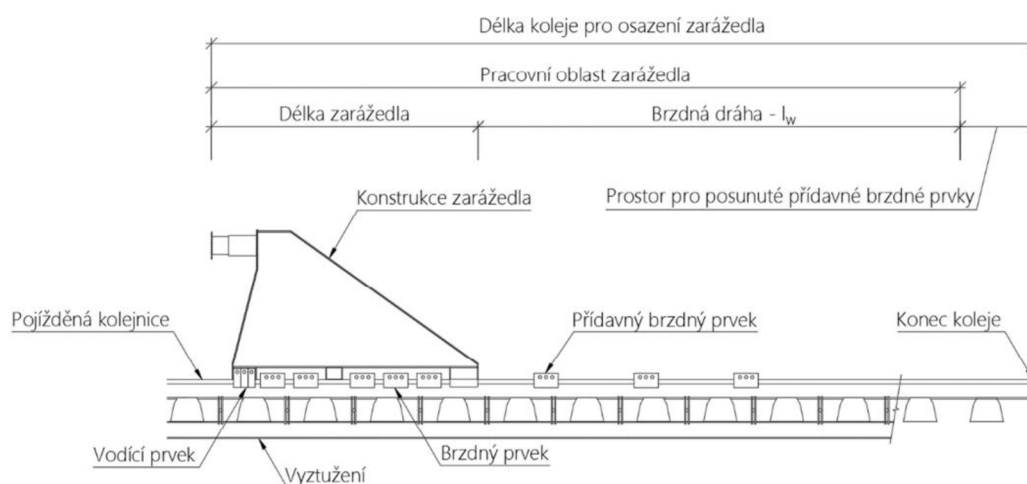 Délka koleje pro osazení zarážedla
Pracovní oblast zarážedla
Délka zarážedla
Brzdná dráha - lw
Konstrukce zarážedla
Prostor pro posunuté přídavné brzdné prvky
Pojížděná kolejnice
Přídavný brzdný prvek
Konec koleje
Vodící prvek
Brzdný prvek
Vyztužení